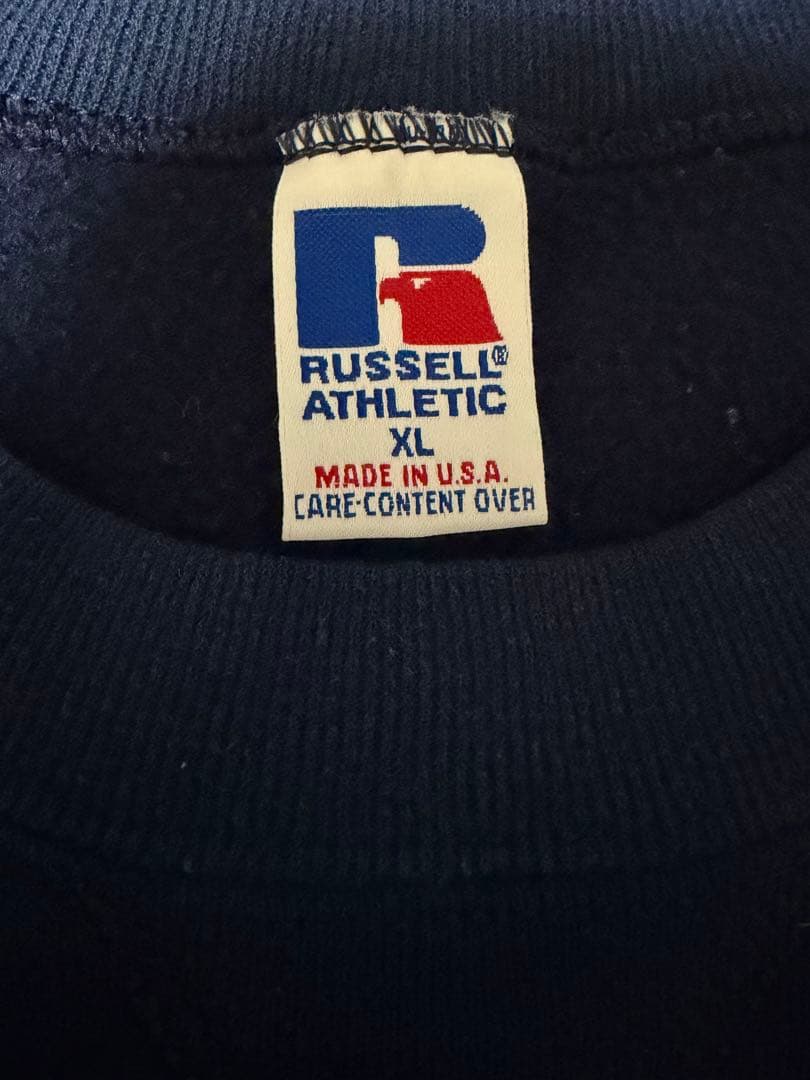 RUSSELL®
ATHLETIC
XL
MADE IN U.S.A.
CARE-CONTENT OVER